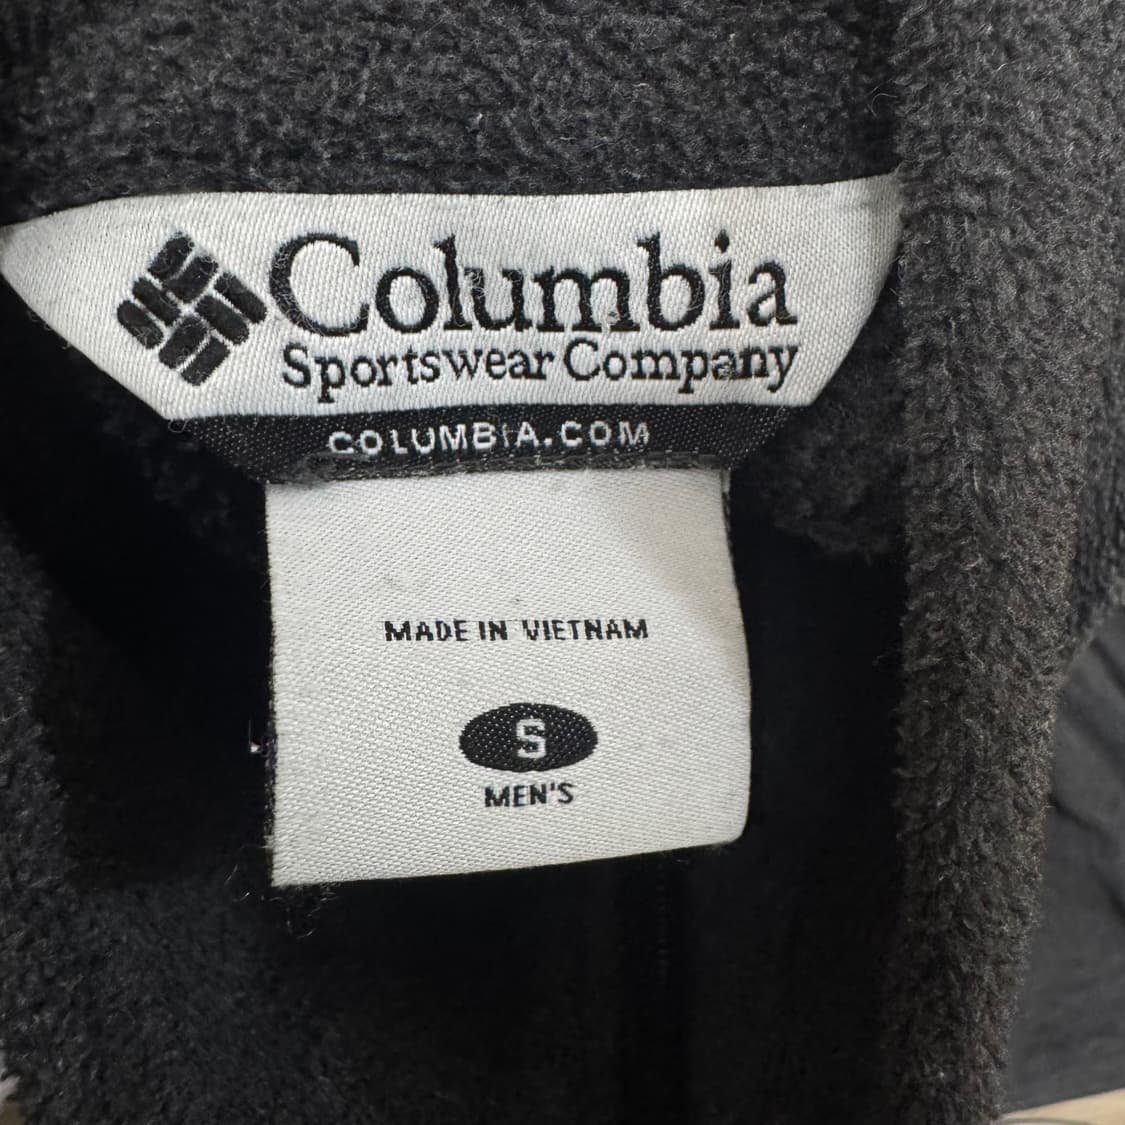 Columbia
Sportswear Company
COLUMBIA.COM
MADE IN VIETNAM
S
MEN'S